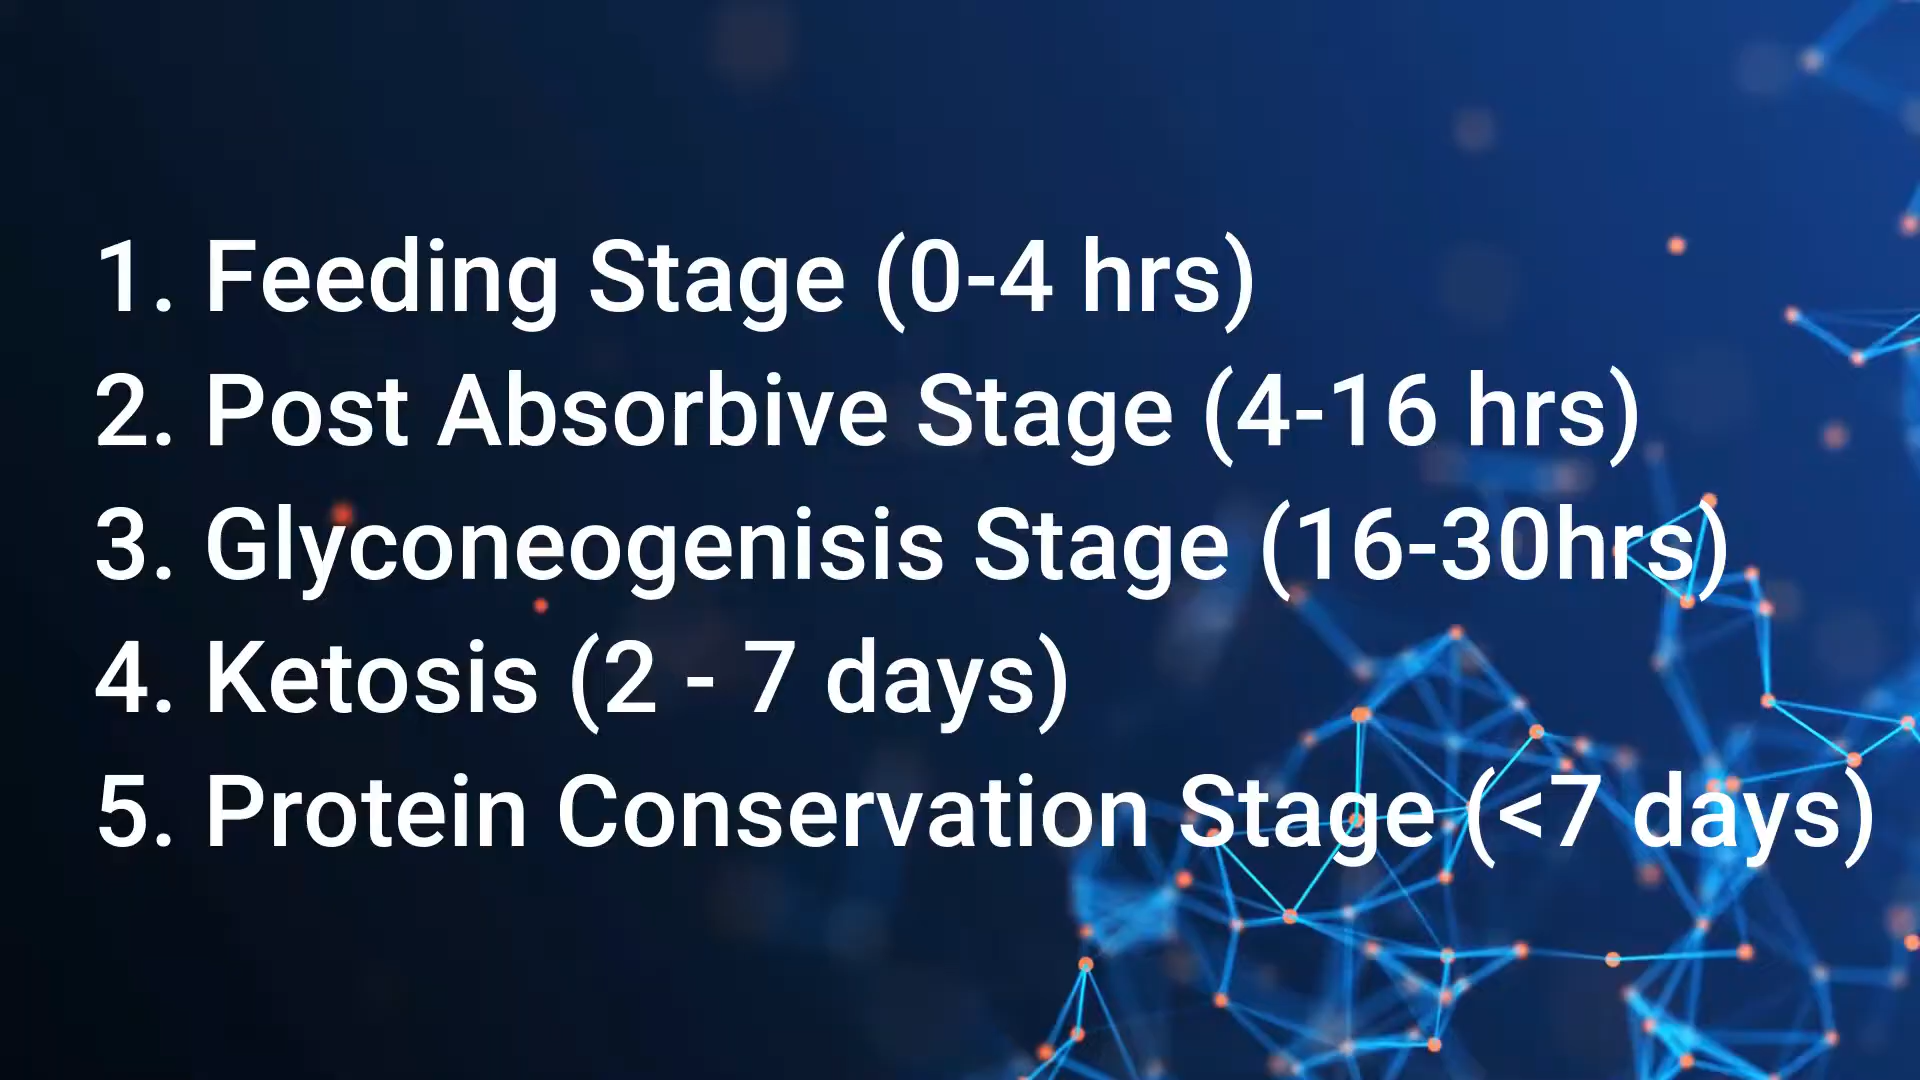 1. Feeding Stage (0-4 hrs)
2. Post Absorbive Stage (4-16 hrs)
3. Glyconeogenisis Stage (16-30hrs)
4. Ketosis (2 - 7 days)
5. Protein Conservation Stage (<7 days)